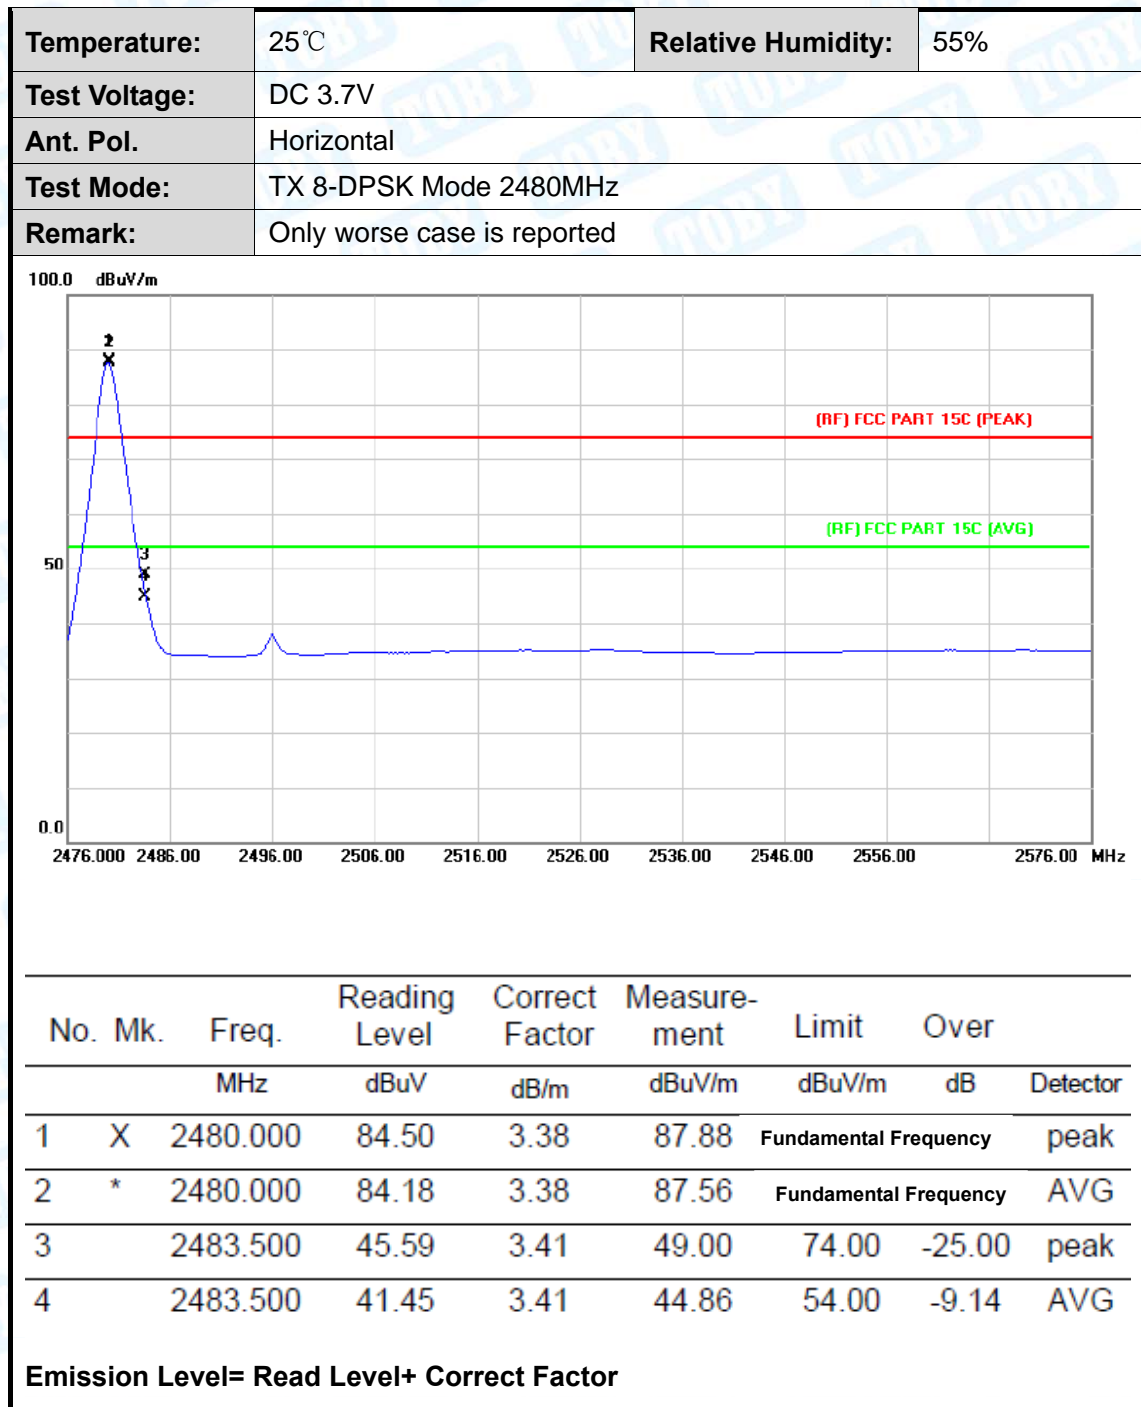 Temperature: 25℃ Relative Humidity: 55%
Test Voltage: DC 3.7V
Ant. Pol. Horizontal
Test Mode: TX 8-DPSK Mode 2480MHz
Remark: Only worse case is reported
100.0 dBuV/m
1 2
(RF) FCC PART 15C (PEAK)
(RF) FCC PART 15C (AVG)
3
50
4
0.0
2476.000 2486.00 2496.00 2506.00 2516.00 2526.00 2536.00 2546.00 2556.00 2576.00 MHz
No. Mk. Freq. Reading Level Correct Factor Measure-ment Limit Over
MHz dBuV dB/m dBuV/m dBuV/m dB Detector
1 X 2480.000 84.50 3.38 87.88 Fundamental Frequency peak
2 * 2480.000 84.18 3.38 87.56 Fundamental Frequency AVG
3 2483.500 45.59 3.41 49.00 74.00 -25.00 peak
4 2483.500 41.45 3.41 44.86 54.00 -9.14 AVG
Emission Level= Read Level+ Correct Factor
TOBY